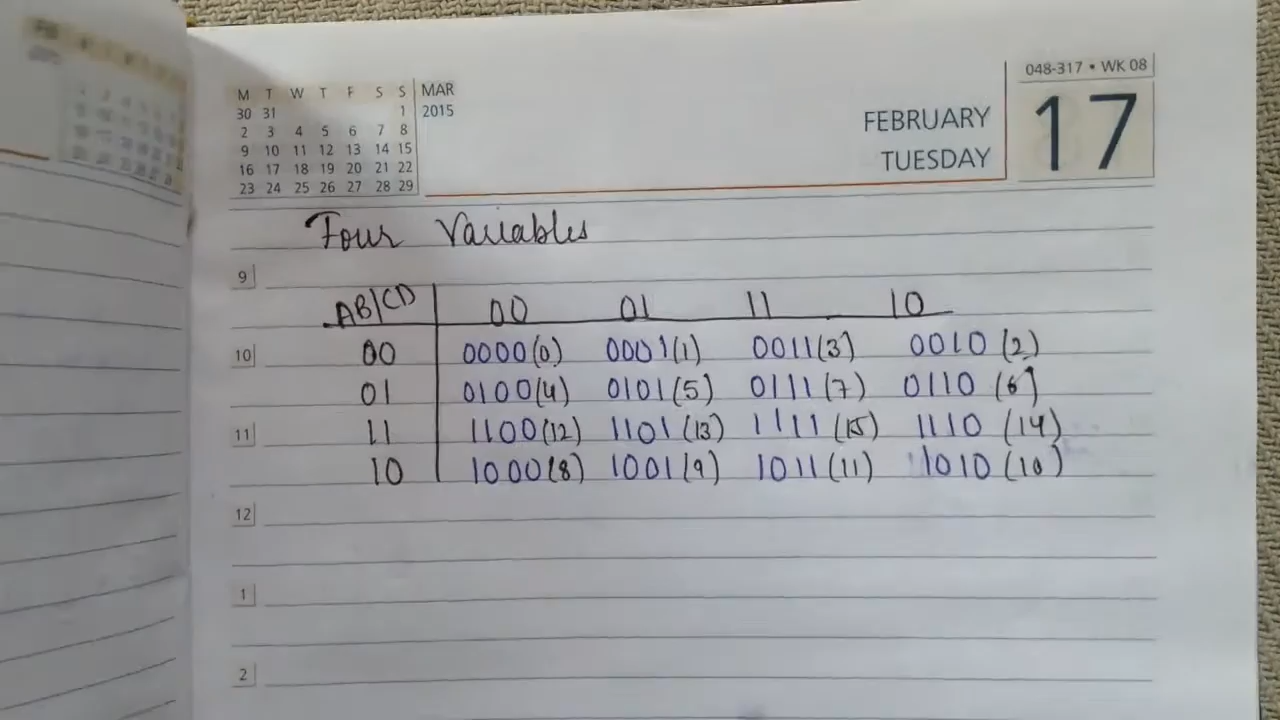 048-317 • WK 08
M T W T F S S MAR
30 31 1 2015
2 3 4 5 6 7 8
9 10 11 12 13 14 15
16 17 18 19 20 21 22
23 24 25 26 27 28 29
FEBRUARY
TUESDAY
17
Four Variables
9
AB/CD 00 01 11 10
10 00 0000(0) 0001(1) 0011(3) 0010(2)
01 0100(4) 0101(5) 0111(7) 0110(6)
11 11 1100(12) 1101(13) 1111(15) 1110(14)
10 1000(8) 1001(9) 1011(11) 1010(10)
12
1
2